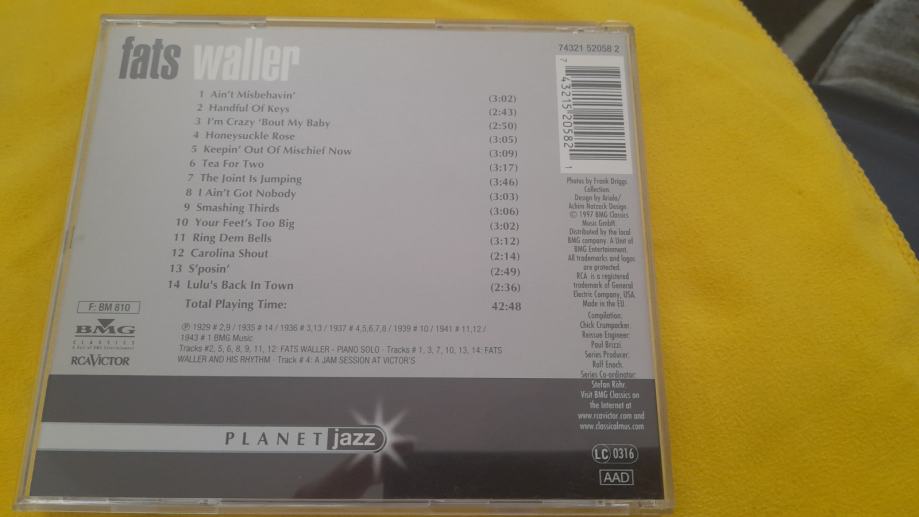 fats waller
1 Ain't Misbehavin' (3:02)
2 Handful Of Keys (2:43)
3 I'm Crazy 'Bout My Baby (2:50)
4 Honeysuckle Rose (3:05)
5 Keepin' Out Of Mischief Now (3:09)
6 Tea For Two (3:17)
7 The Joint Is Jumping (3:46)
8 I Ain't Got Nobody (3:03)
9 Smashing Thirds (3:06)
10 Your Feet's Too Big (3:02)
11 Ring Dem Bells (3:12)
12 Carolina Shout (2:14)
13 S'posin' (2:49)
14 Lulu's Back In Town (2:36)
Total Playing Time: 42:48
F: BM 810
BMG
CLASSICS
RCA VICTOR
℗ 1929 # 2,9 / 1935 # 14 / 1936 # 3,13 / 1937 # 4,5,6,7,8 / 1939 # 10 / 1941 # 11,12 /
1943 # 1 BMG Music
Tracks #2, 5, 6, 8, 9, 11, 12: FATS WALLER - PIANO SOLO · Tracks # 1, 3, 7, 10, 13, 14: FATS
WALLER AND HIS RHYTHM · Track # 4: A JAM SESSION AT VICTOR'S
PLANET jazz
74321 52058 2
7 43215 20582 1
Photos by Frank Driggs
Collection.
Design by Ariola/
Achim Natzeck Design.
© 1997 BMG Classics
Music GmbH.
Distributed by the local
BMG company. A Unit of
BMG Entertainment.
All trademarks and logos
are protected.
RCA is a registered
trademark of General
Electric Company, USA.
Made in the EU.
Compilation:
Chick Crumpacker.
Reissue Engineer:
Paul Brizzi.
Series Producer:
Rolf Enoch.
Series Co-ordinator:
Stefan Röhr.
Visit BMG Classics on
the Internet at
www.rcavictor.com and
www.classicalmus.com
LC 0316
AAD